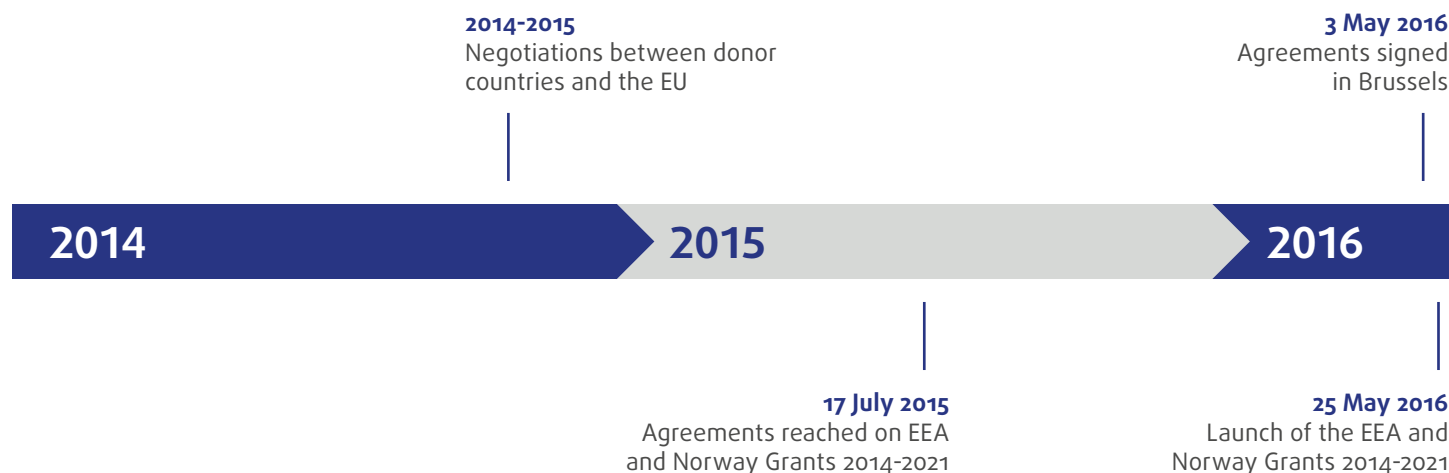 2014-2015
Negotiations between donor
countries and the EU
3 May 2016
Agreements signed
in Brussels
2014
2015
2016
17 July 2015
Agreements reached on EEA
and Norway Grants 2014-2021
25 May 2016
Launch of the EEA and
Norway Grants 2014-2021